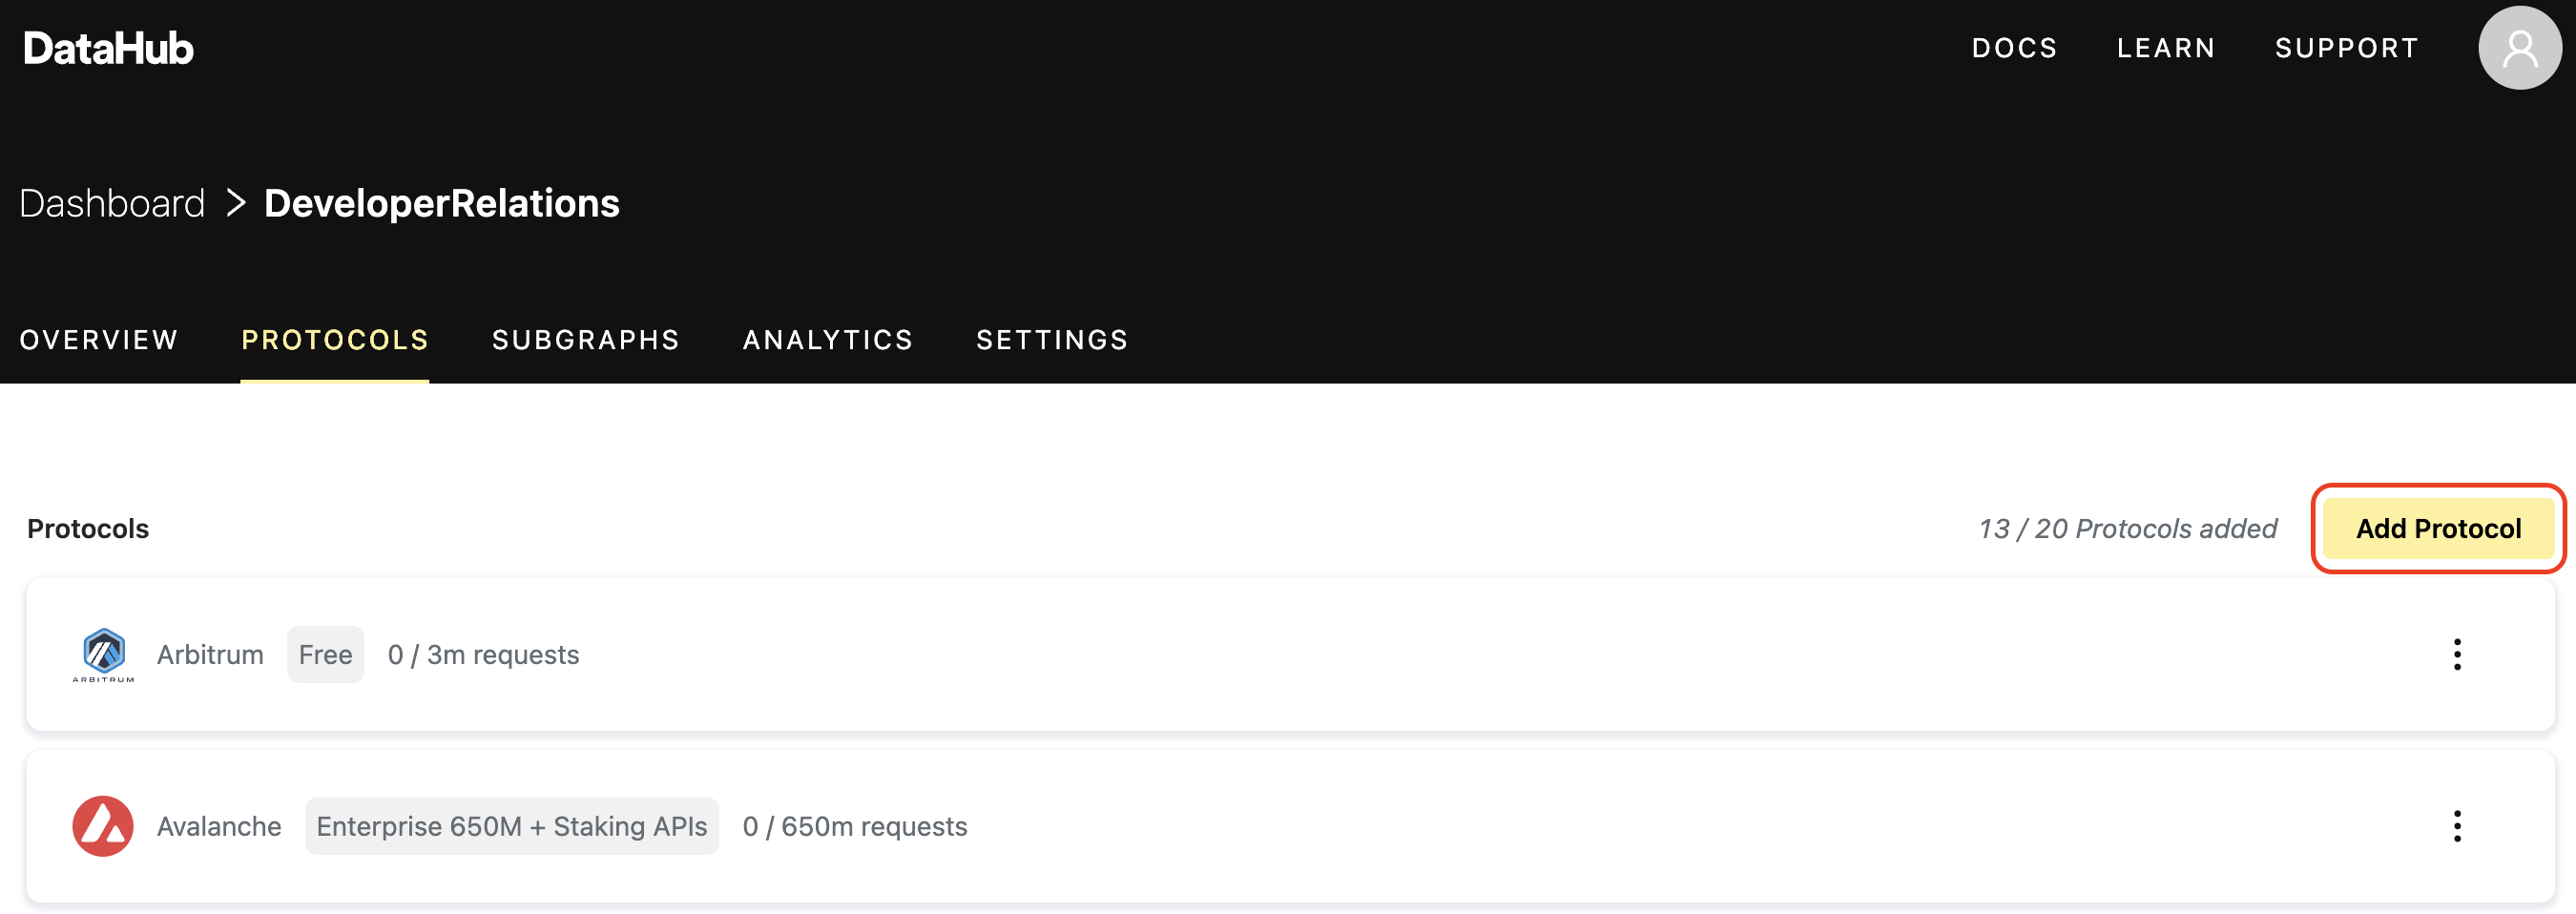 DataHub
DOCS LEARN SUPPORT
Dashboard > DeveloperRelations
OVERVIEW PROTOCOLS SUBGRAPHS ANALYTICS SETTINGS
Protocols
13 / 20 Protocols added
Add Protocol
ARBITRUM
Arbitrum Free 0 / 3m requests
Avalanche Enterprise 650M + Staking APIs 0 / 650m requests